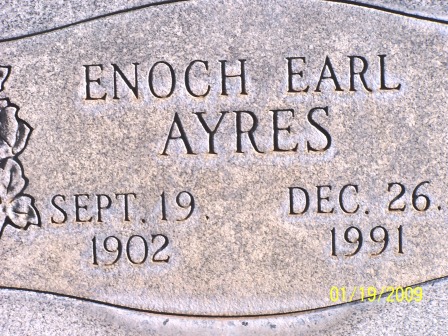 ENOCH EARL
AYRES
SEPT. 19. DEC. 26.
1902 1991
01/19/2009